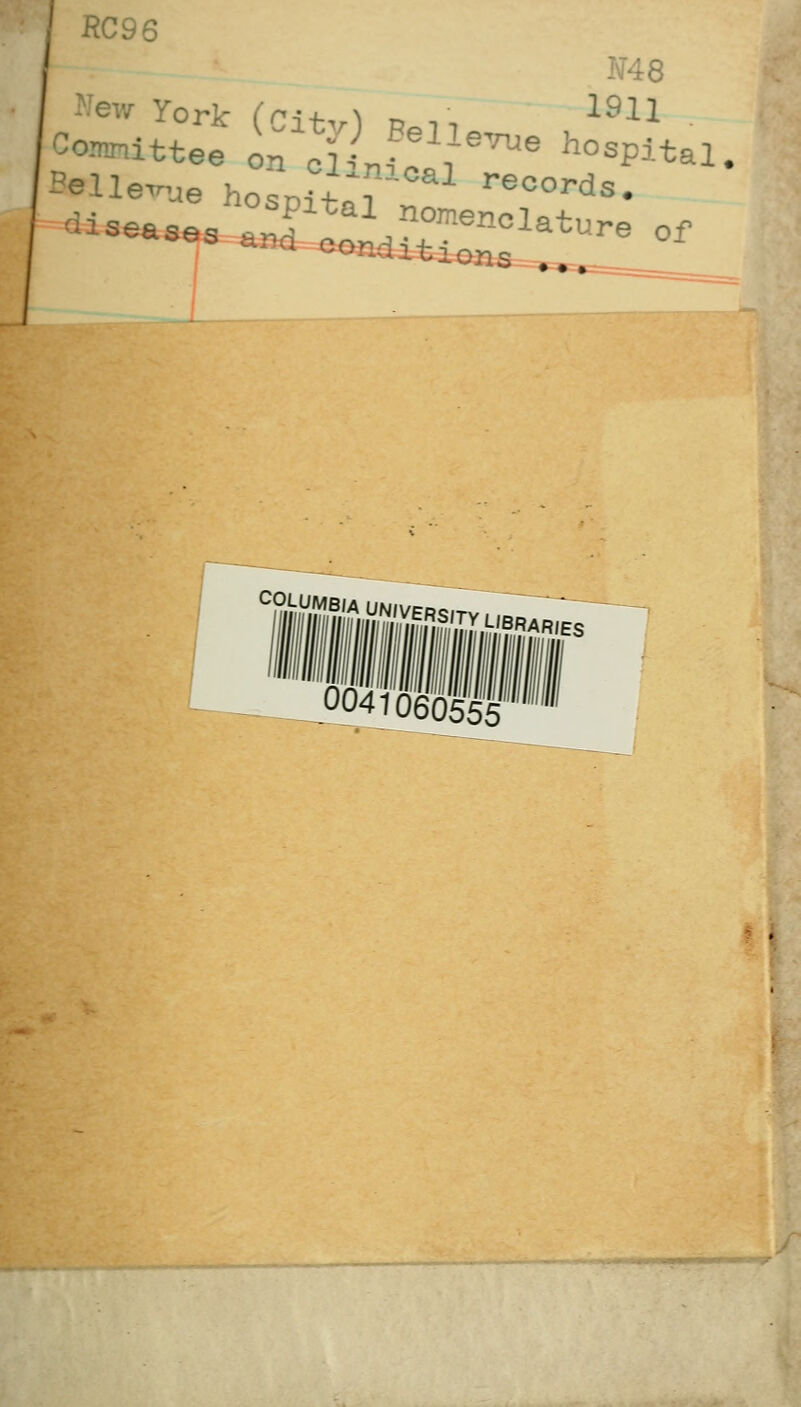 RC96
N48
1911
New York (City) Bellevue hospital.
Committee on clinical records.
Bellevue hospital nomenclature of
diseases and conditions ...
COLUMBIA UNIVERSITY LIBRARIES
0041060555